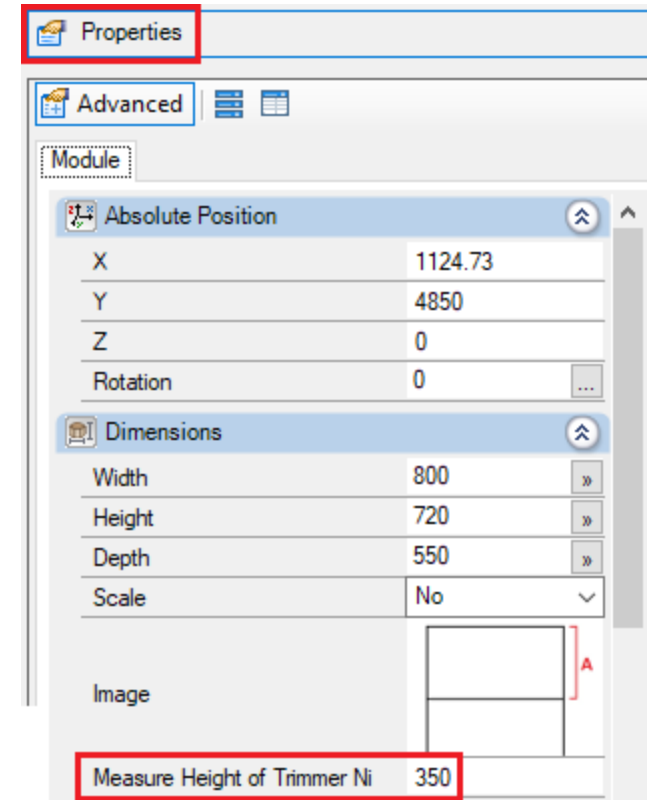 Properties
Advanced
Module
Absolute Position
X 1124.73
Y 4850
Z 0
Rotation 0 ...
Dimensions
Width 800 »
Height 720 »
Depth 550 »
Scale No
A
Image
Measure Height of Trimmer Ni 350